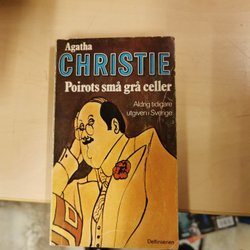 Agatha
CHRISTIE
Poirots små grå celler
Aldrig tidigare
utgiven i Sverige
Delfinserien